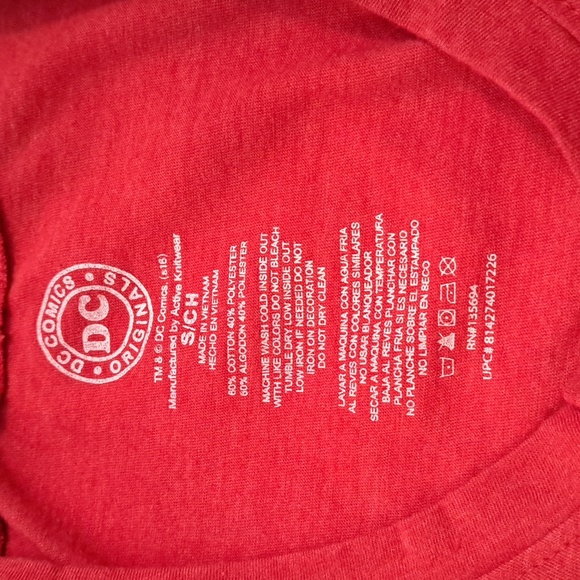 DC COMICS
DC
ORIGINALS
TM & © DC Comics. (s16)
Manufactured by Active Knitwear
S/CH
MADE IN VIETNAM
HECHO EN VIETNAM
60% COTTON 40% POLYESTER
60% ALGODON 40% POLIESTER
MACHINE WASH COLD INSIDE OUT
WITH LIKE COLORS DO NOT BLEACH
TUMBLE DRY LOW INSIDE OUT
LOW IRON IF NEEDED DO NOT
IRON ON DECORATION
DO NOT DRY CLEAN
LAVAR A MAQUINA CON AGUA FRIA
AL REVES CON COLORES SIMILARES
NO USAR BLANQUEADOR
SECAR A MAQUINA CON TEMPERATURA
BAJA AL REVES PLANCHAR CON
PLANCHA FRIA SI ES NECESARIO
NO PLANCHE SOBRE EL ESTAMPADO
NO LIMPIAR EN SECO
RN# 135694
UPC# 814274017226